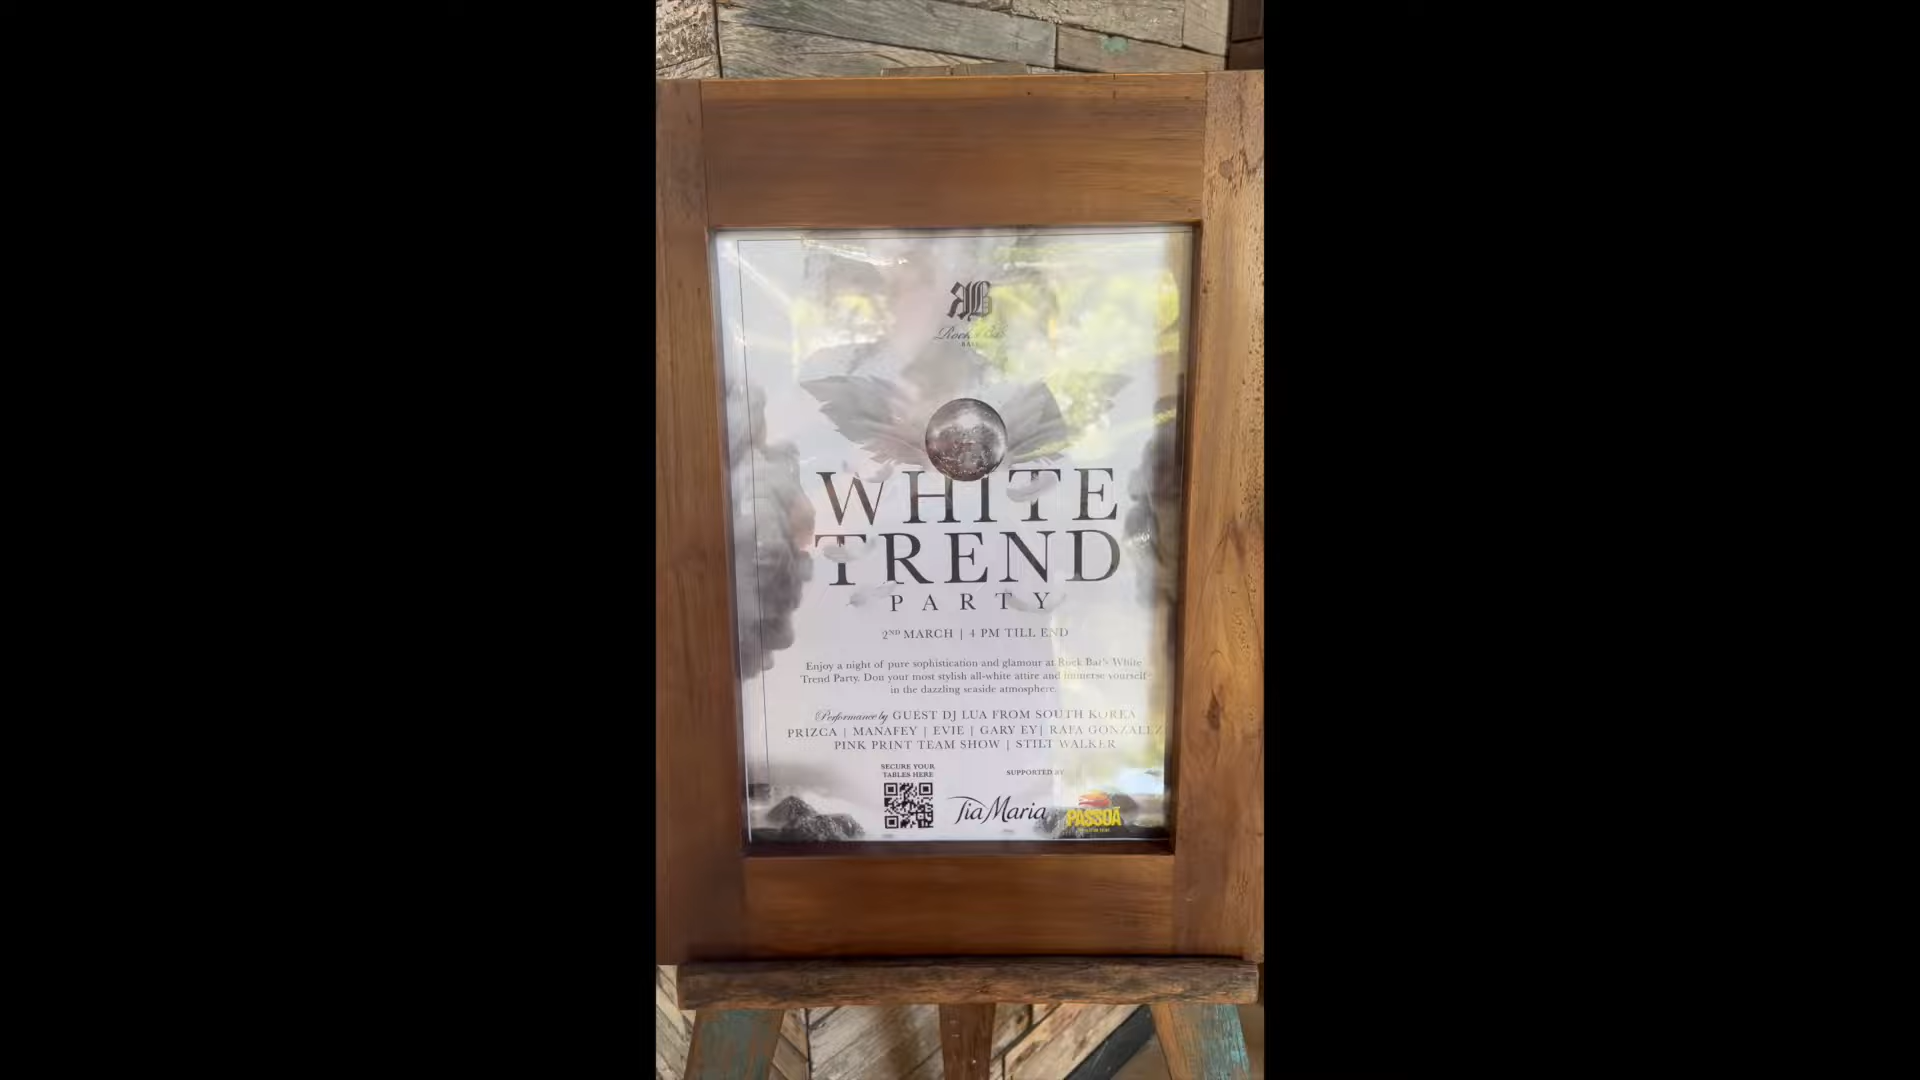 RB
Rock Bar
BALI
WHITE
TREND
PARTY
2ND MARCH | 4 PM TILL END
Enjoy a night of pure sophistication and glamour at Rock Bar's White
Trend Party. Don your most stylish all-white attire and immerse yourself
in the dazzling seaside atmosphere.
Performance by GUEST DJ LUA FROM SOUTH KOREA
PRIZCA | MANAFEY | EVIE | GARY EY| RAFA GONZALEZ
PINK PRINT TEAM SHOW | STILT WALKER
SECURE YOUR
TABLES HERE
SUPPORTED BY
Tia Maria
PASSOÃ